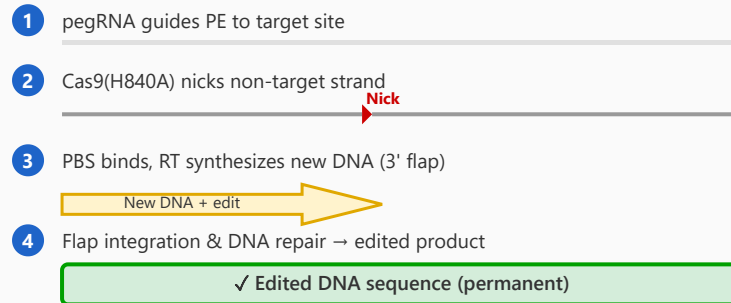 1 pegRNA guides PE to target site
2 Cas9(H840A) nicks non-target strand
Nick
3 PBS binds, RT synthesizes new DNA (3' flap)
New DNA + edit
4 Flap integration & DNA repair → edited product
✓ Edited DNA sequence (permanent)